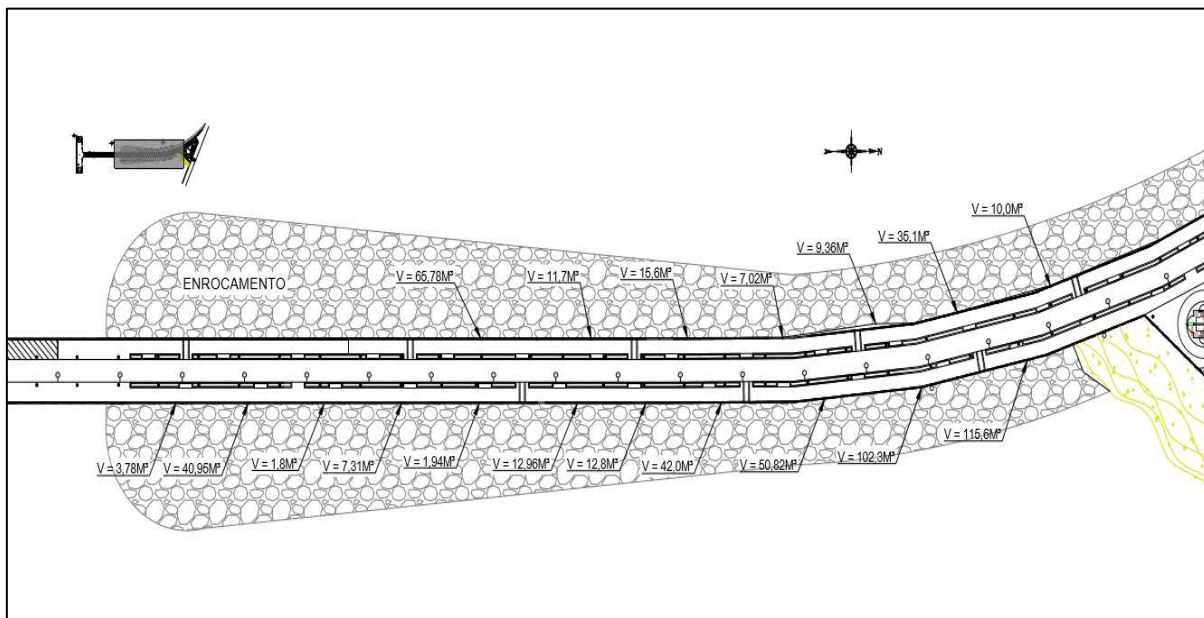 N
V = 10,0M³
V = 35,1M³
V = 9,36M³
V = 65,78M³
V = 11,7M³
V = 15,6M³
V = 7,02M³
ENROCAMENTO
V = 3,78M³
V = 40,95M³
V = 1,8M³
V = 7,31M³
V = 1,94M³
V = 12,96M³
V = 12,8M³
V = 42,0M³
V = 50,82M³
V = 102,3M³
V = 115,6M³